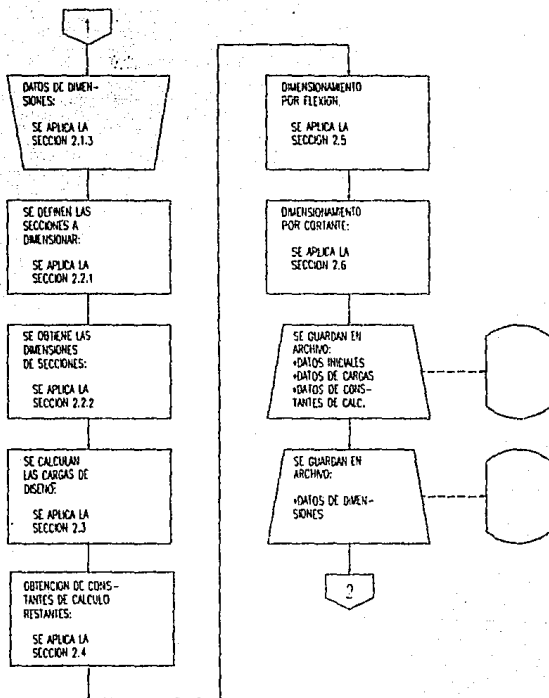 1
DATOS DE DIMEN-
SIONES:
SE APLICA LA
SECCION 2.1.3
SE DEFINEN LAS
SECCIONES A
DIMENSIONAR:
SE APLICA LA
SECCION 2.2.1
SE OBTIENE LAS
DIMENSIONES
DE SECCIONES:
SE APLICA LA
SECCION 2.2.2
SE CALCULAN
LAS CARGAS DE
DISEÑO:
SE APLICA LA
SECCION 2.3
OBTENCION DE CONS-
TANTES DE CALCULO
RESTANTES:
SE APLICA LA
SECCION 2.4
DIMENSIONAMIENTO
POR FLEXION.
SE APLICA LA
SECCION 2.5
DIMENSIONAMIENTO
POR CORTANTE:
SE APLICA LA
SECCION 2.6
SE GUARDAN EN
ARCHIVO:
•DATOS INICIALES
•DATOS DE CARGAS
•DATOS DE CONS-
TANTES DE CALC.
SE GUARDAN EN
ARCHIVO:
•DATOS DE DIMEN-
SIONES
2